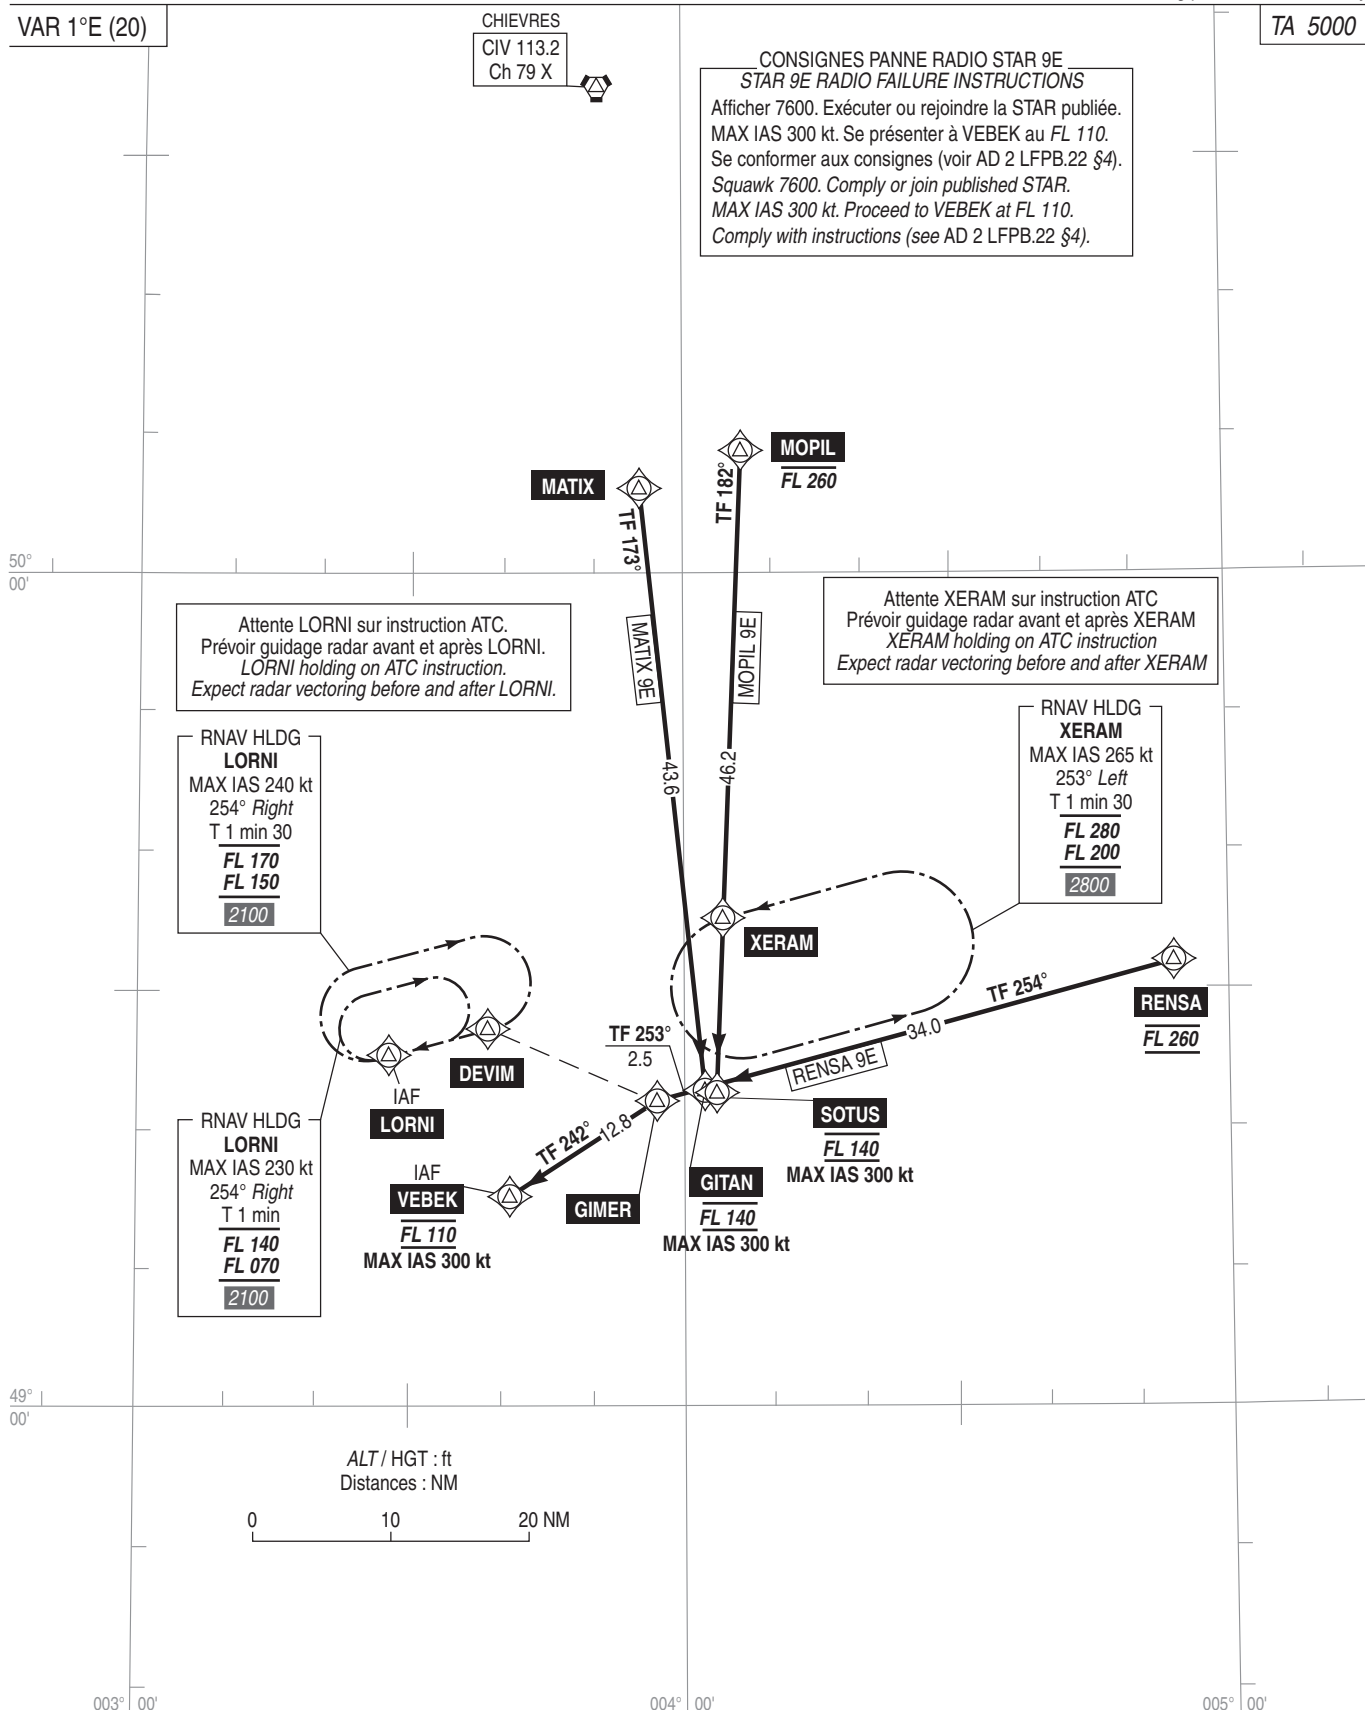 VAR 1°E (20)
TA 5000
CHIEVRES
CIV 113.2
Ch 79 X
CONSIGNES PANNE RADIO STAR 9E
STAR 9E RADIO FAILURE INSTRUCTIONS
Afficher 7600. Exécuter ou rejoindre la STAR publiée.
MAX IAS 300 kt. Se présenter à VEBEK au FL 110.
Se conformer aux consignes (voir AD 2 LFPB.22 §4).
Squawk 7600. Comply or join published STAR.
MAX IAS 300 kt. Proceed to VEBEK at FL 110.
Comply with instructions (see AD 2 LFPB.22 §4).
MOPIL
FL 260
MATIX
TF 182°
TF 173°
50°
00'
Attente LORNI sur instruction ATC.
Prévoir guidage radar avant et après LORNI.
LORNI holding on ATC instruction.
Expect radar vectoring before and after LORNI.
MATIX 9E
MOPIL 9E
Attente XERAM sur instruction ATC
Prévoir guidage radar avant et après XERAM
XERAM holding on ATC instruction
Expect radar vectoring before and after XERAM
RNAV HLDG
LORNI
MAX IAS 240 kt
254° Right
T 1 min 30
FL 170
FL 150
2100
43.6
46.2
RNAV HLDG
XERAM
MAX IAS 265 kt
253° Left
T 1 min 30
FL 280
FL 200
2800
XERAM
TF 254°
34.0
RENSA 9E
RENSA
FL 260
TF 253°
2.5
DEVIM
IAF
LORNI
SOTUS
FL 140
MAX IAS 300 kt
RNAV HLDG
LORNI
MAX IAS 230 kt
254° Right
T 1 min
FL 140
FL 070
2100
TF 242°
12.8
IAF
VEBEK
FL 110
MAX IAS 300 kt
GIMER
GITAN
FL 140
MAX IAS 300 kt
49°
00'
ALT / HGT : ft
Distances : NM
0 10 20 NM
003° 00'
004° 00'
005° 00'